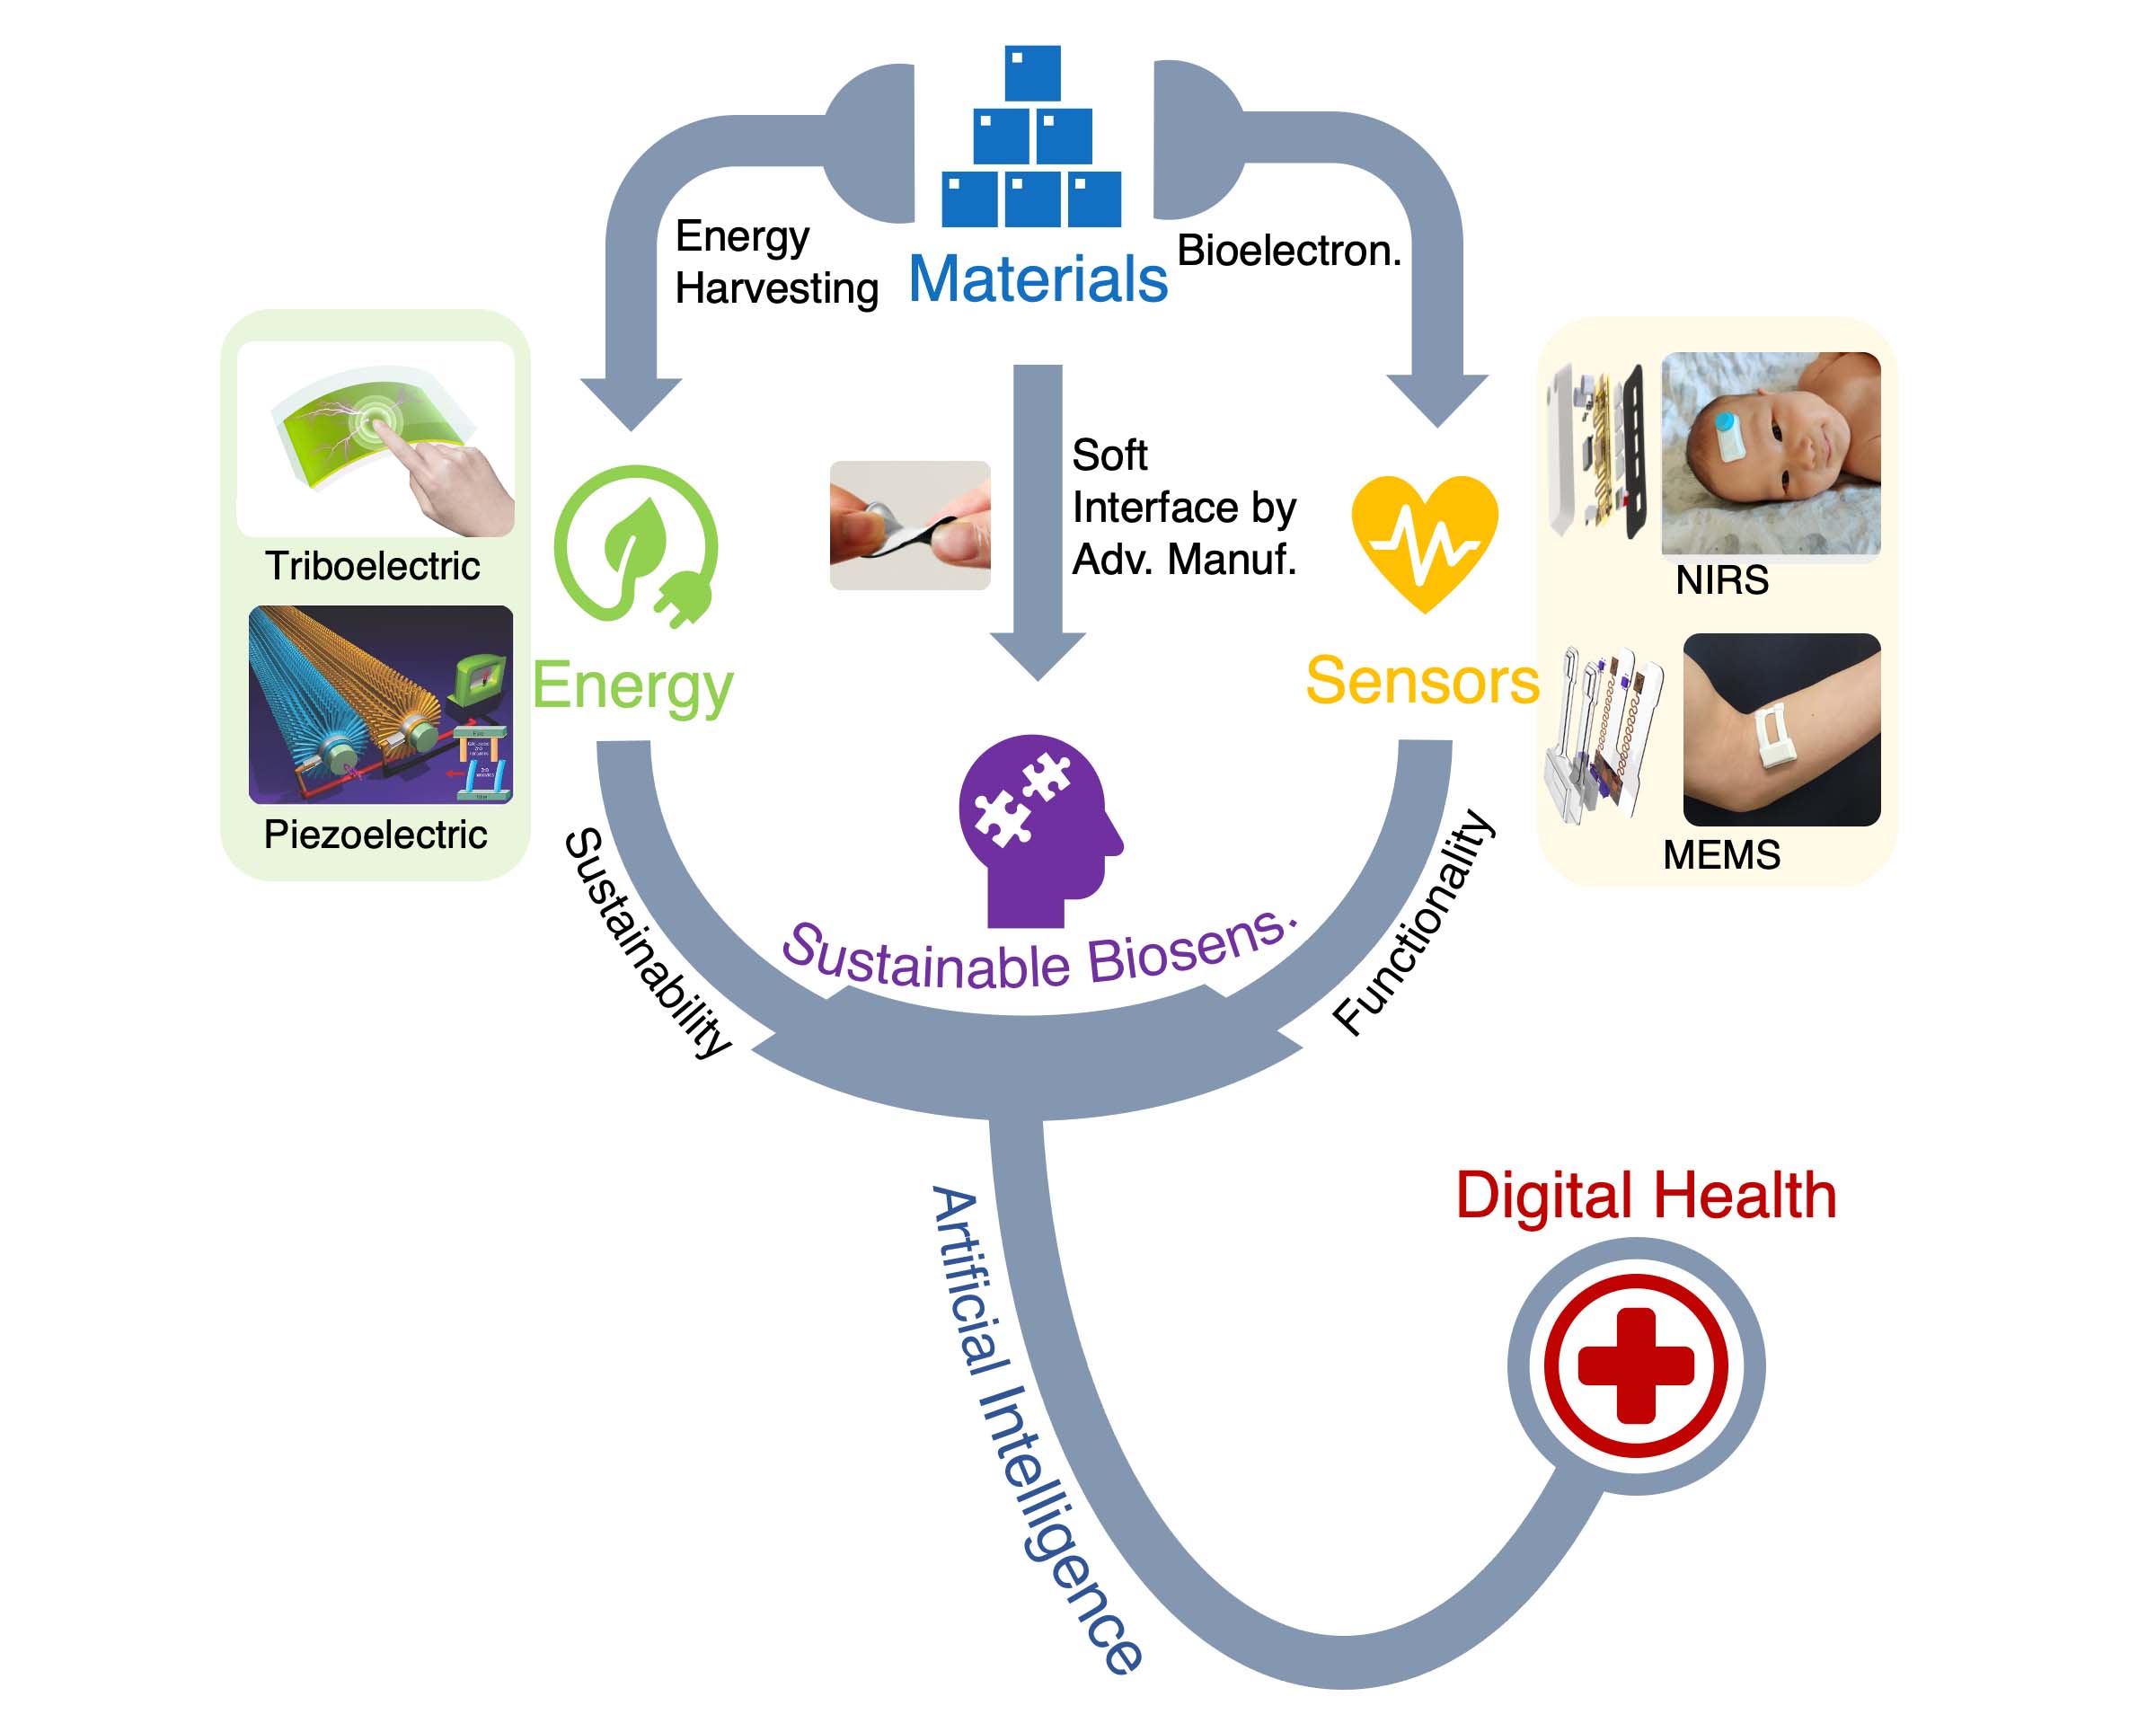 Energy
Harvesting
Materials
Bioelectron.
Soft
Interface by
Adv. Manuf.
Triboelectric
Piezoelectric
Energy
Sensors
NIRS
MEMS
Sustainability
Sustainable Biosens.
Functionality
Artificial Intelligence
Digital Health